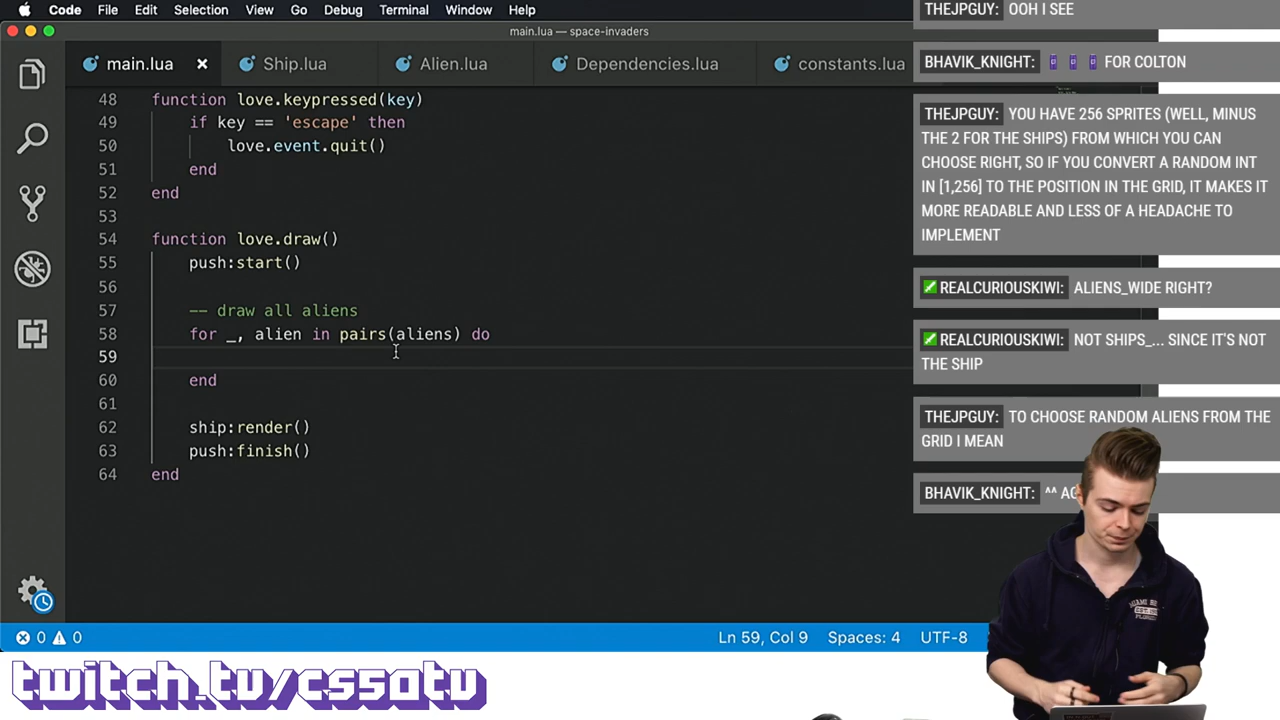 Code File Edit Selection View Go Debug Terminal Window Help
main.lua — space-invaders
main.lua Ship.lua Alien.lua Dependencies.lua constants.lua
48 function love.keypressed(key)
49 if key == 'escape' then
50 love.event.quit()
51 end
52 end
53
54 function love.draw()
55 push:start()
56
57 -- draw all aliens
58 for _, alien in pairs(aliens) do
59
60 end
61
62 ship:render()
63 push:finish()
64 end
0 0 Ln 59, Col 9 Spaces: 4 UTF-8
twitch.tv/cs50tv
THEJPGUY: OOH I SEE
BHAVIK_KNIGHT: FOR COLTON
THEJPGUY: YOU HAVE 256 SPRITES (WELL, MINUS
THE 2 FOR THE SHIPS) FROM WHICH YOU CAN
CHOOSE RIGHT, SO IF YOU CONVERT A RANDOM INT
IN [1,256] TO THE POSITION IN THE GRID, IT MAKES IT
MORE READABLE AND LESS OF A HEADACHE TO
IMPLEMENT
REALCURIOUSKIWI: ALIENS_WIDE RIGHT?
REALCURIOUSKIWI: NOT SHIPS_... SINCE IT'S NOT
THE SHIP
THEJPGUY: TO CHOOSE RANDOM ALIENS FROM THE
GRID I MEAN
BHAVIK_KNIGHT: ^^